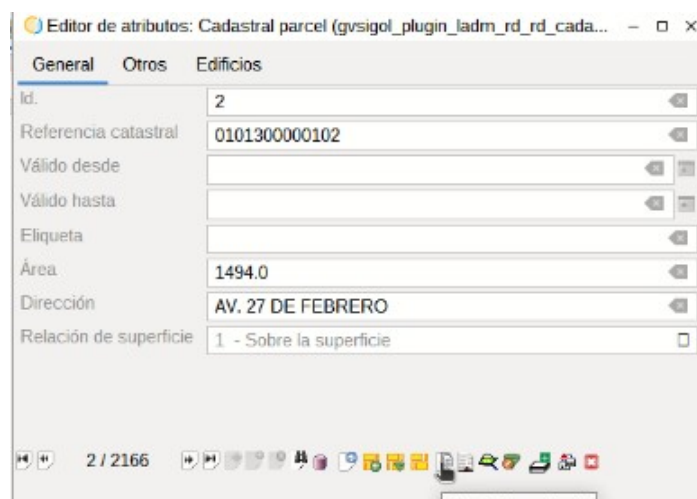 Editor de atributos: Cadastral parcel (gvsigol_plugin_ladm_rd_rd_cada...
General Otros Edificios
Id. 2
Referencia catastral 0101300000102
Válido desde
Válido hasta
Eliqueta
Área 1494.0
Dirección AV. 27 DE FEBRERO
Relación de superficie 1 - Sobre la superficie
2 / 2166